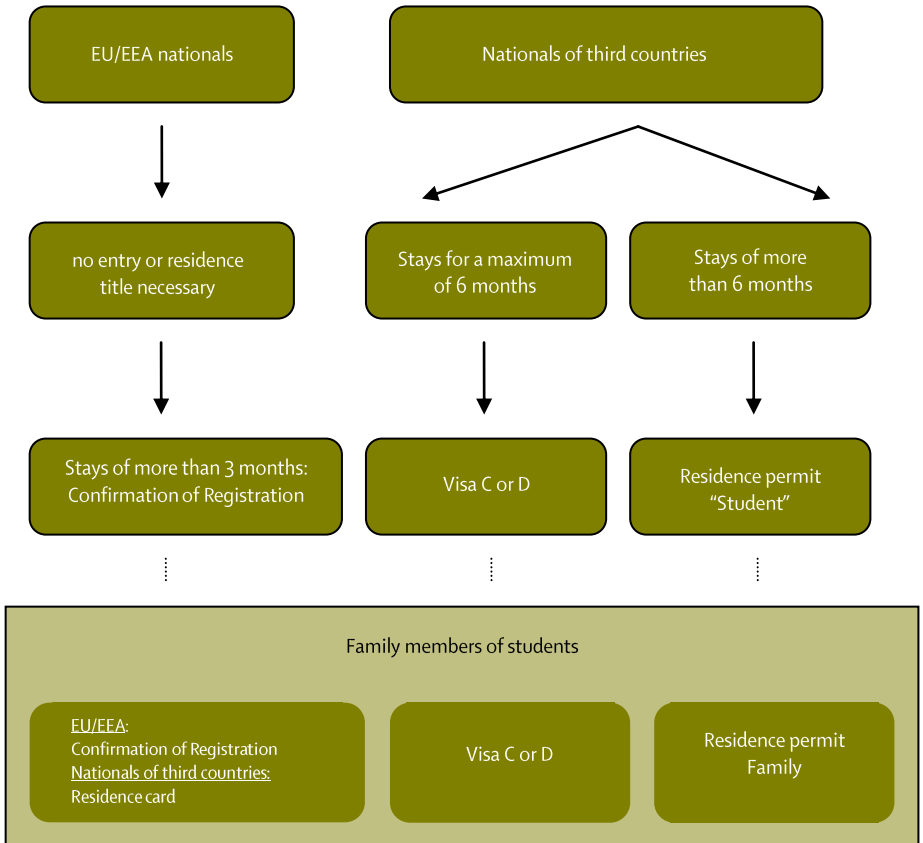 EU/EEA nationals
Nationals of third countries
no entry or residence
title necessary
Stays for a maximum
of 6 months
Stays of more
than 6 months
Stays of more than 3 months:
Confirmation of Registration
Visa C or D
Residence permit
“Student”
Family members of students
EU/EEA:
Confirmation of Registration
Nationals of third countries:
Residence card
Visa C or D
Residence permit
Family